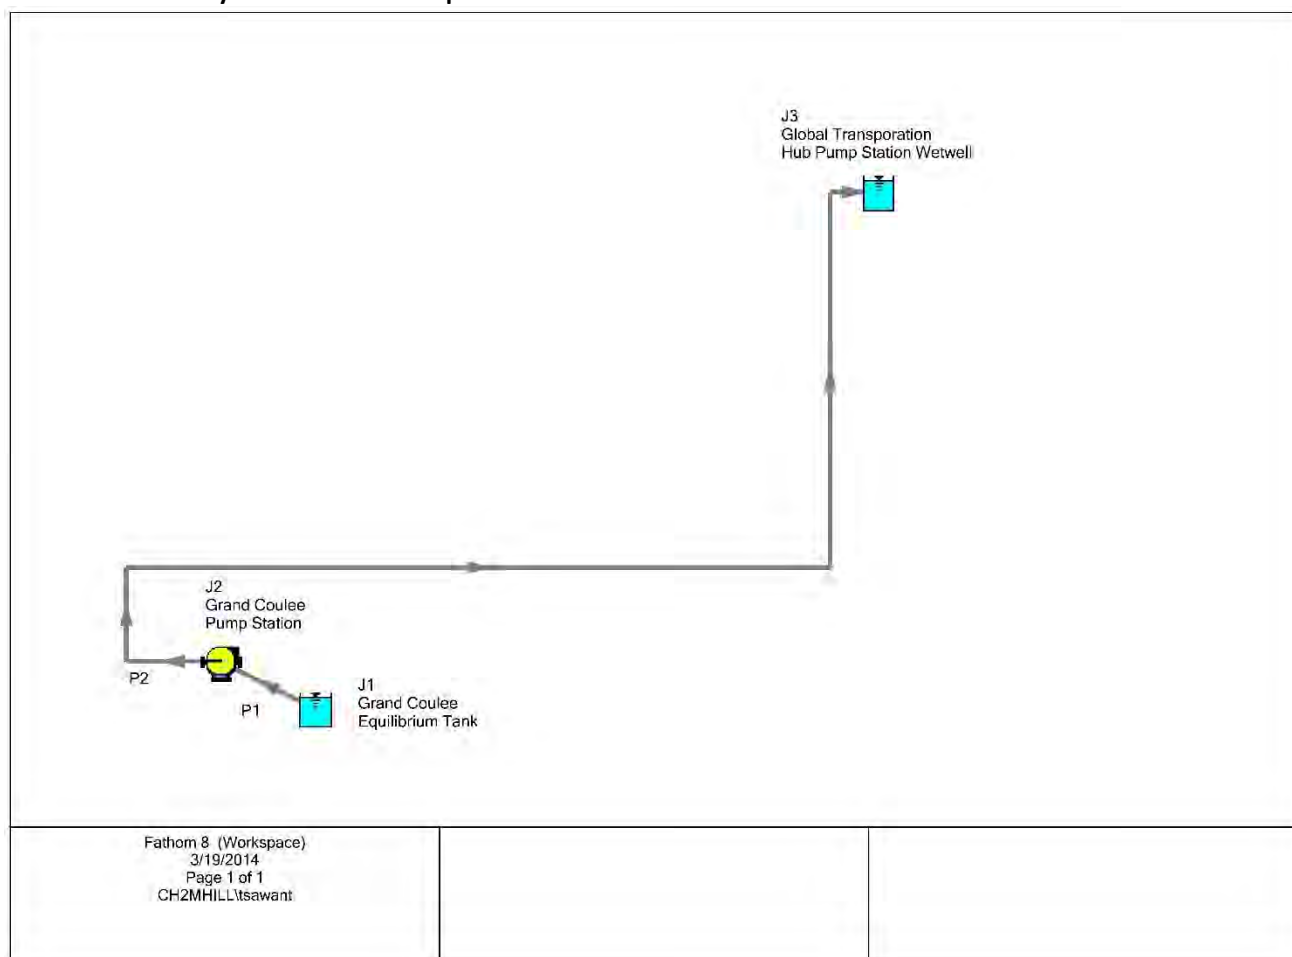 J3
Global Transporation
Hub Pump Station Wetwell
J2
Grand Coulee
Pump Station
P2
P1
J1
Grand Coulee
Equilibrium Tank
Fathom 8 (Workspace)
3/19/2014
Page 1 of 1
CH2MHILL\tsawant